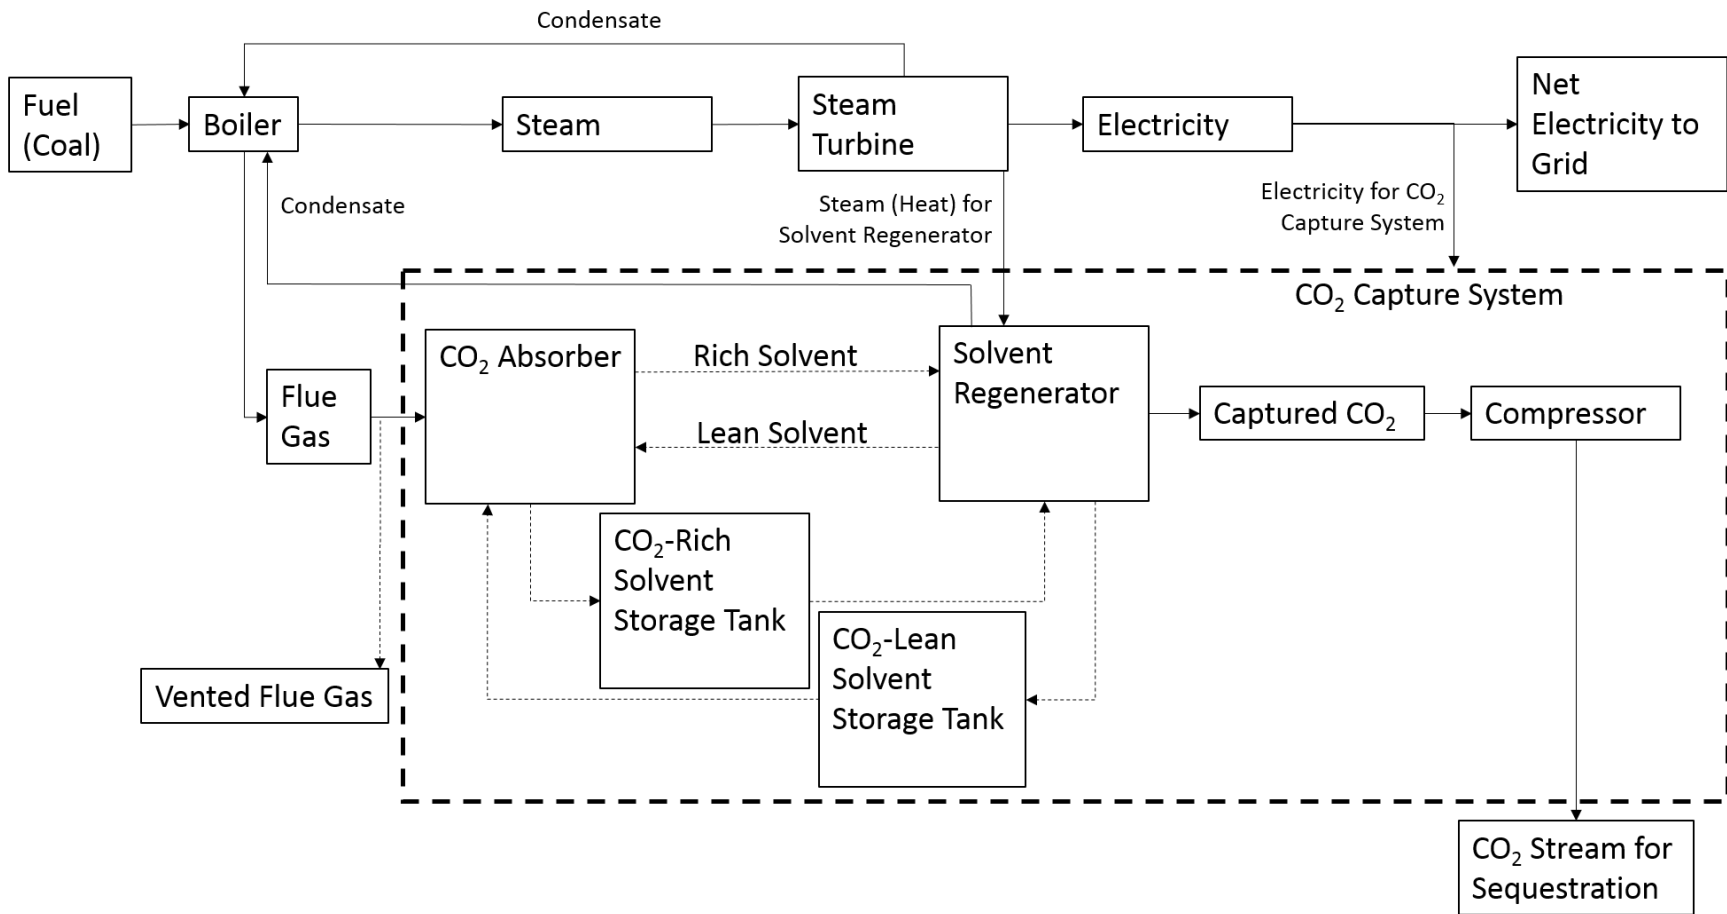 Condensate
Fuel
(Coal)
Boiler
Steam
Steam
Turbine
Electricity
Net
Electricity to
Grid
Condensate
Steam (Heat) for
Solvent Regenerator
Electricity for CO₂
Capture System
CO₂ Capture System
CO₂ Absorber
Rich Solvent
Lean Solvent
Solvent
Regenerator
Flue
Gas
Captured CO₂
Compressor
CO₂-Rich
Solvent
Storage Tank
CO₂-Lean
Solvent
Storage Tank
Vented Flue Gas
CO₂ Stream for
Sequestration